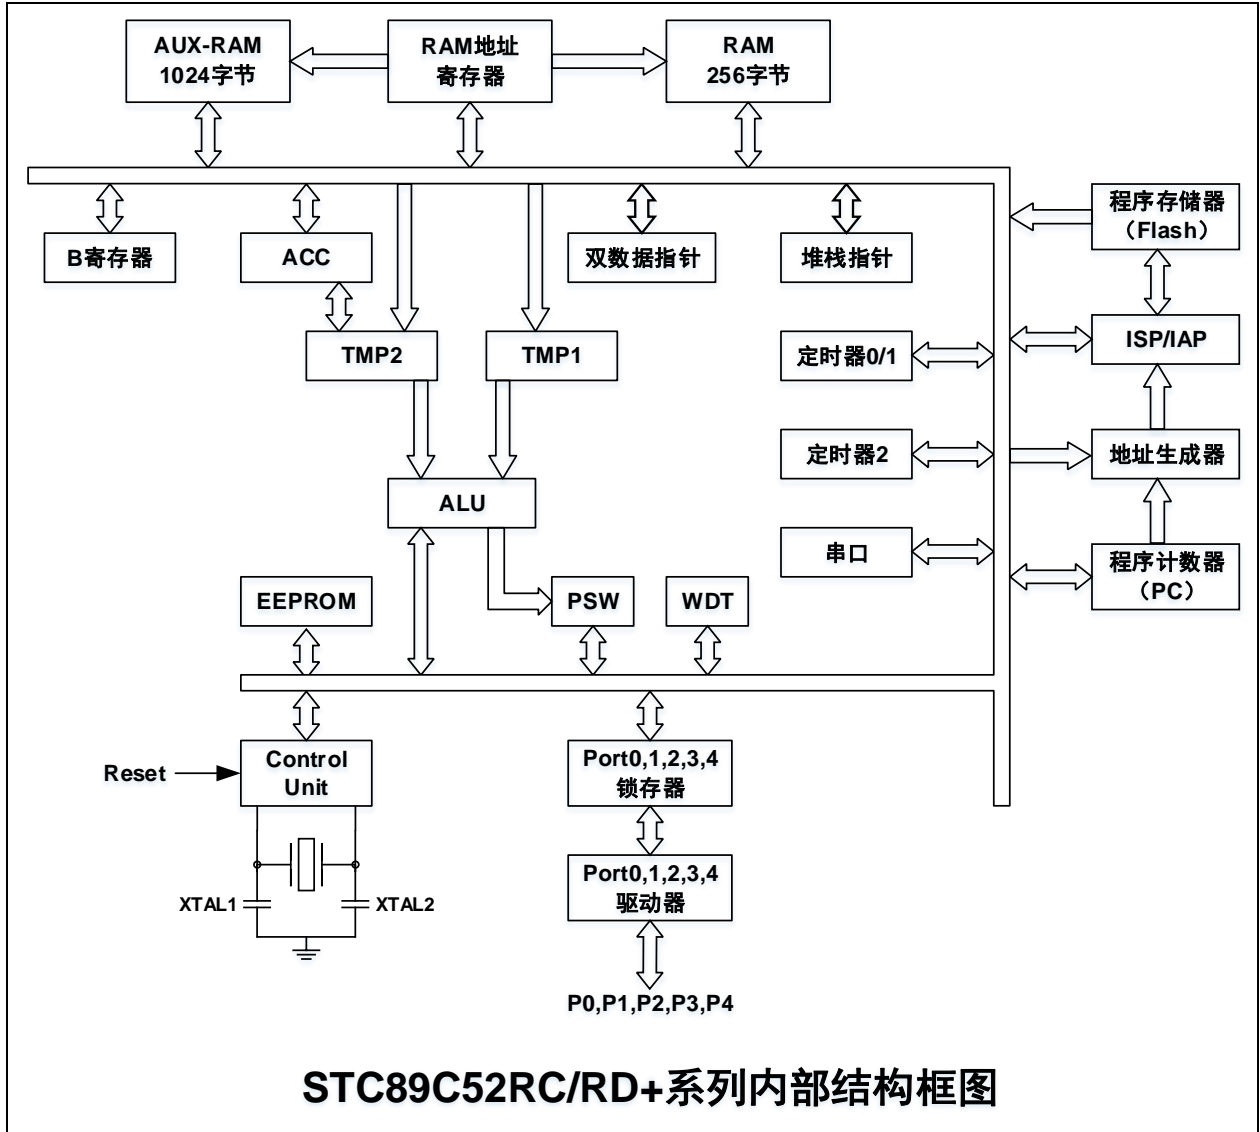 AUX-RAM
1024字节
RAM地址
寄存器
RAM
256字节
B寄存器
ACC
双数据指针
堆栈指针
程序存储器
（Flash）
TMP2
TMP1
定时器0/1
ISP/IAP
定时器2
地址生成器
ALU
串口
程序计数器
（PC）
EEPROM
PSW
WDT
Reset
Control
Unit
Port0,1,2,3,4
锁存器
Port0,1,2,3,4
驱动器
XTAL1
XTAL2
P0,P1,P2,P3,P4
STC89C52RC/RD+系列内部结构框图